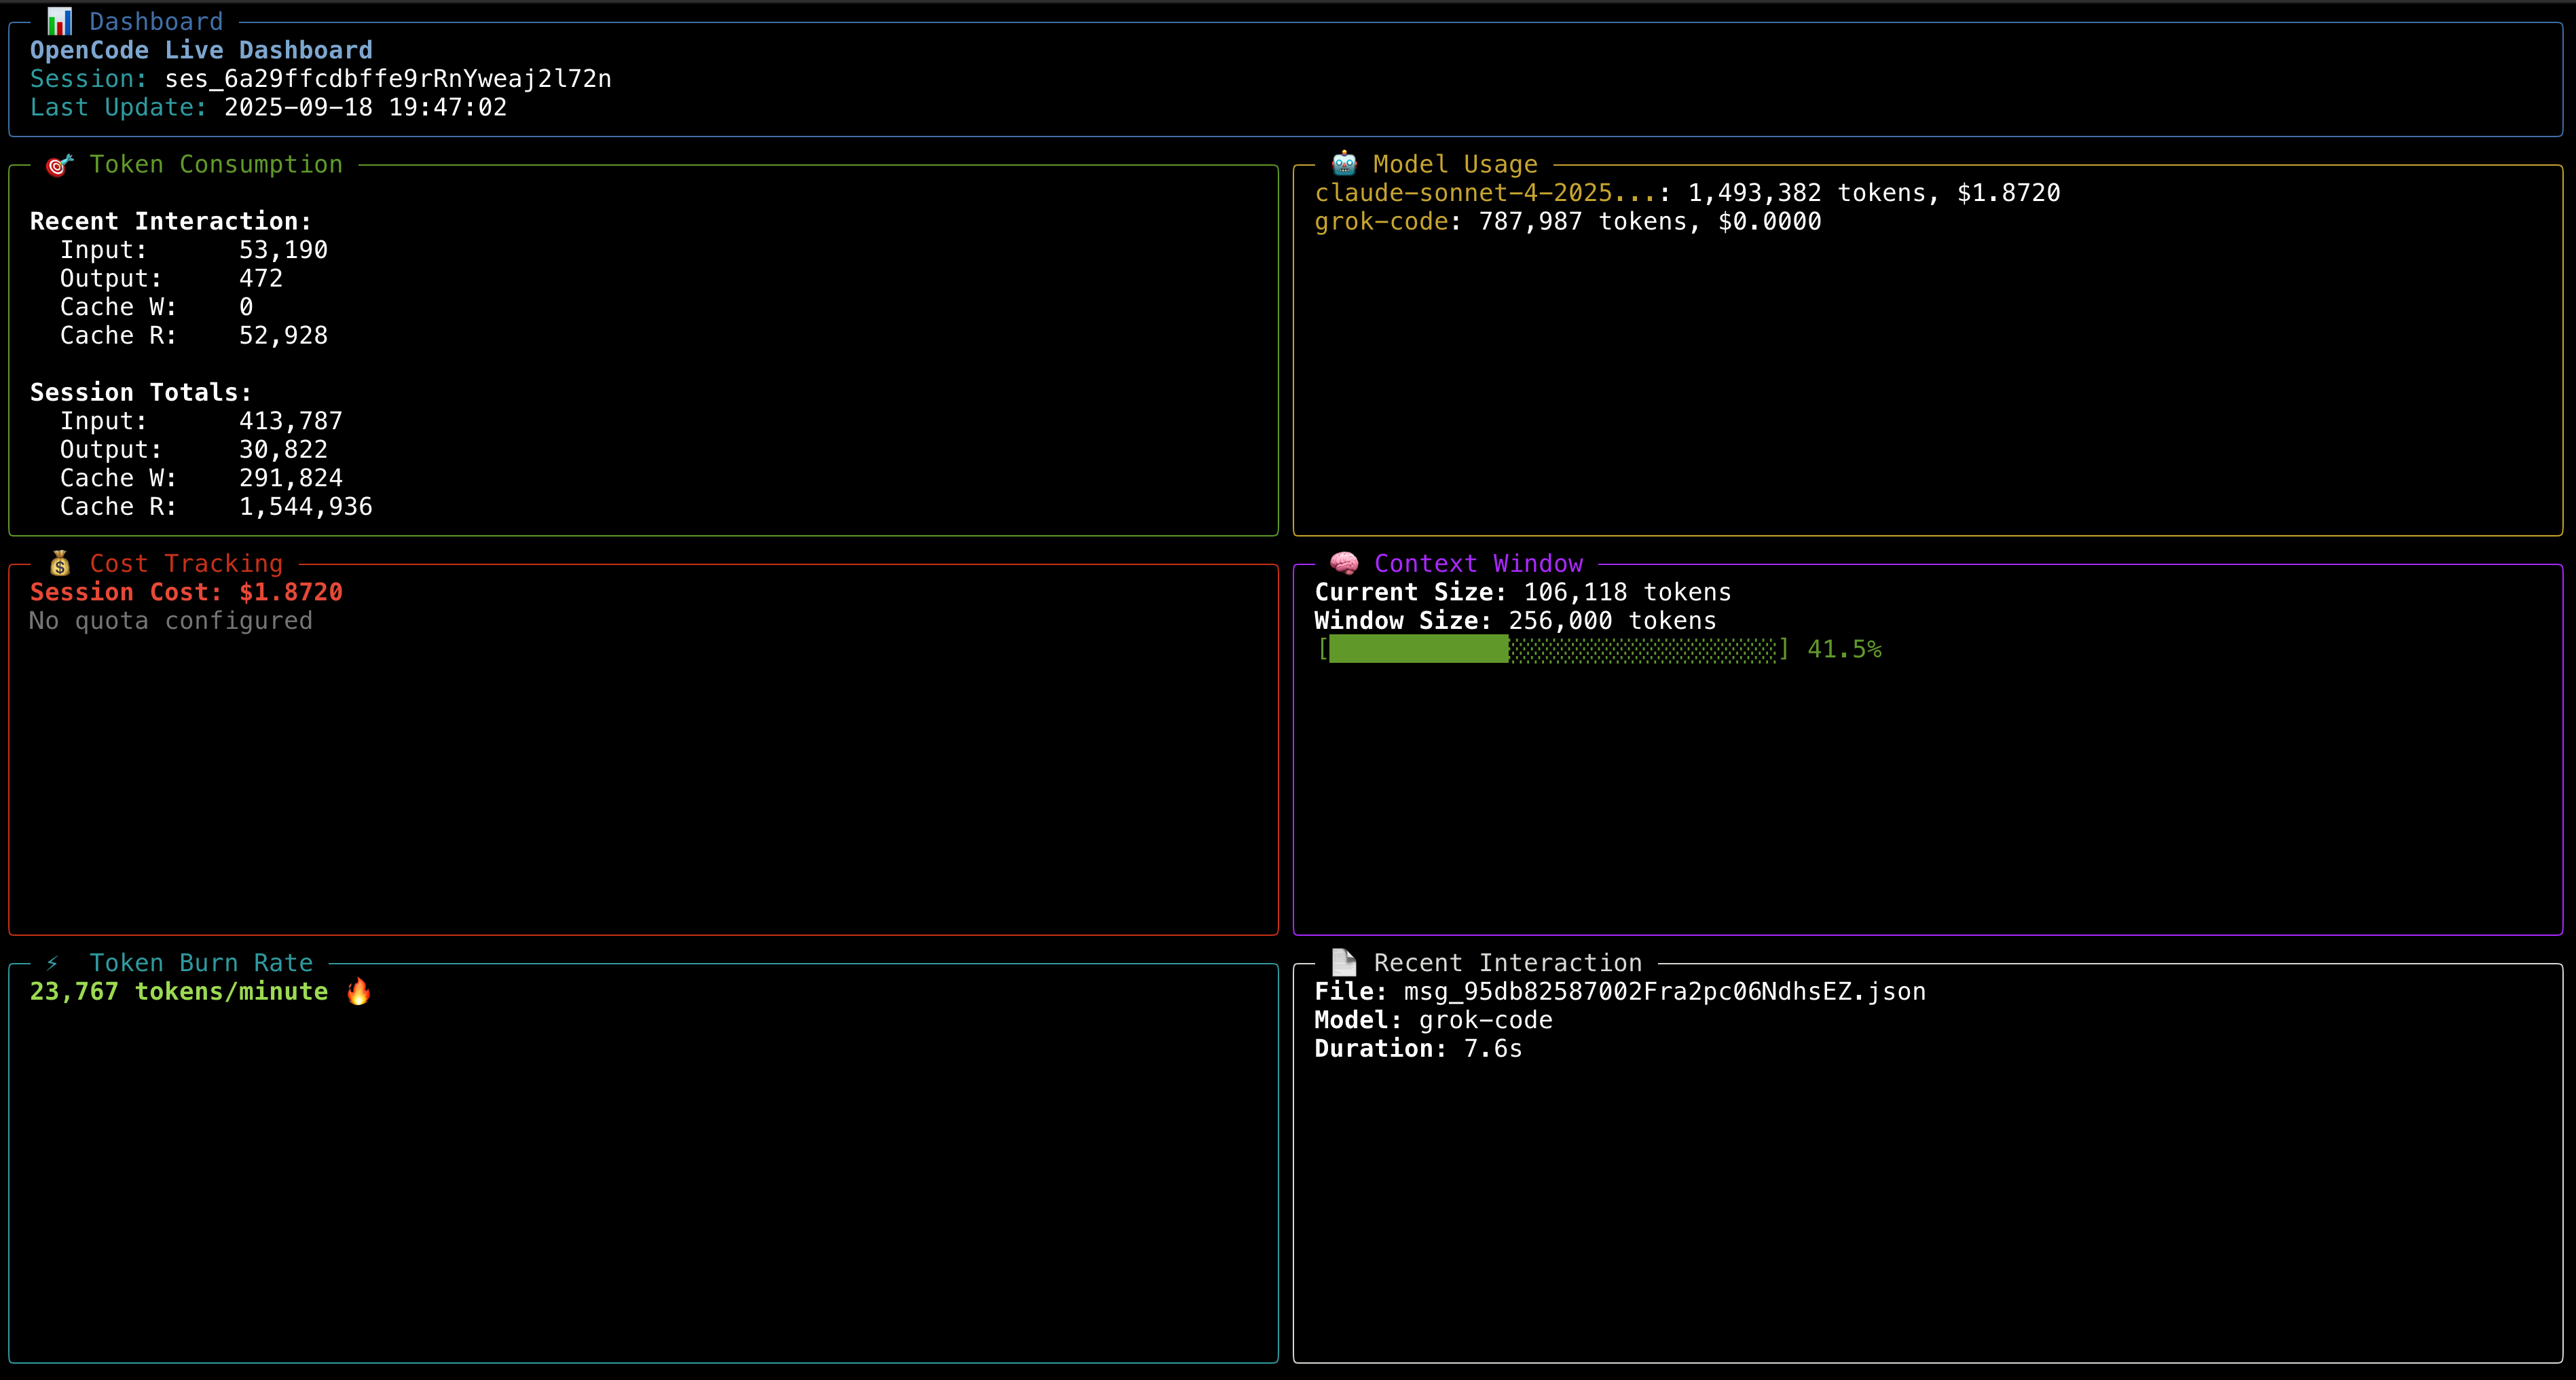 Dashboard
OpenCode Live Dashboard
Session: ses_6a29ffcdbffe9rRnYweaj2l72n
Last Update: 2025-09-18 19:47:02
Token Consumption
Recent Interaction:
Input: 53,190
Output: 472
Cache W: 0
Cache R: 52,928
Session Totals:
Input: 413,787
Output: 30,822
Cache W: 291,824
Cache R: 1,544,936
Model Usage
claude-sonnet-4-2025...: 1,493,382 tokens, $1.8720
grok-code: 787,987 tokens, $0.0000
Cost Tracking
Session Cost: $1.8720
No quota configured
Context Window
Current Size: 106,118 tokens
Window Size: 256,000 tokens
[████████████░░░░░░░░░░░░░░░░░░] 41.5%
Token Burn Rate
23,767 tokens/minute 🔥
Recent Interaction
File: msg_95db82587002Fra2pc06NdhsEZ.json
Model: grok-code
Duration: 7.6s